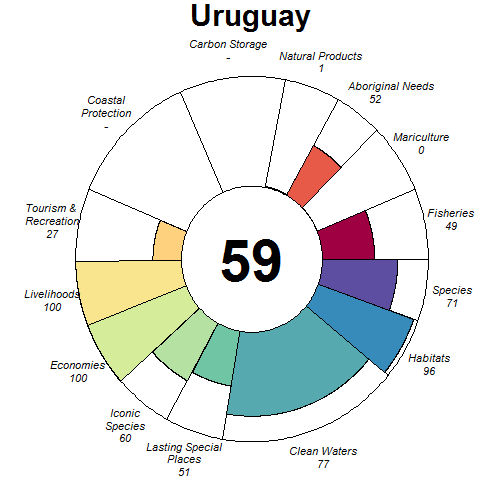 Uruguay
Carbon Storage
-
Natural Products
1
Aboriginal Needs
52
Mariculture
0
Fisheries
49
Species
71
Habitats
96
Clean Waters
77
Lasting Special
Places
51
Iconic
Species
60
Economies
100
Livelihoods
100
Tourism &
Recreation
27
Coastal
Protection
-
59